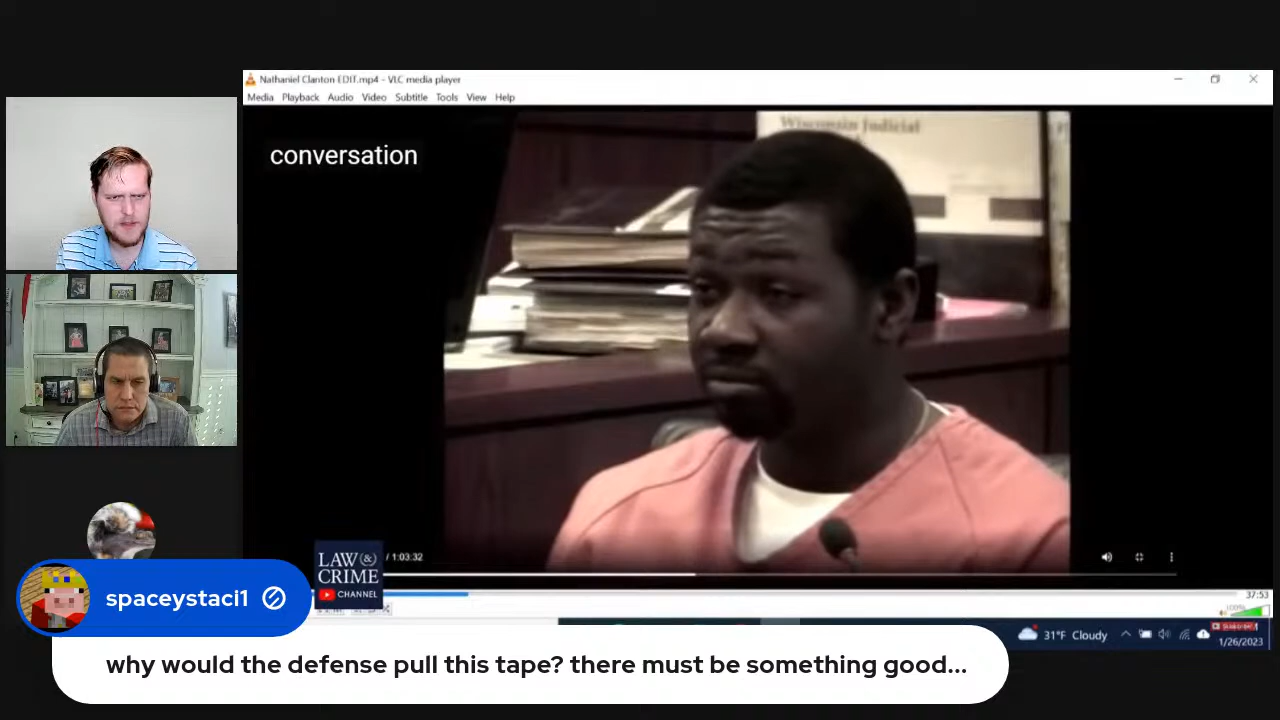 Nathaniel Clanton EDIT.mp4 - VLC media player
Media Playback Audio Video Subtitle Tools View Help
Wisconsin Judicial
conversation
/ 1:03:32
LAW (&)
CRIME
CHANNEL
37:53
100%
31°F Cloudy
1/26/2023
spaceystaci1
why would the defense pull this tape? there must be something good...